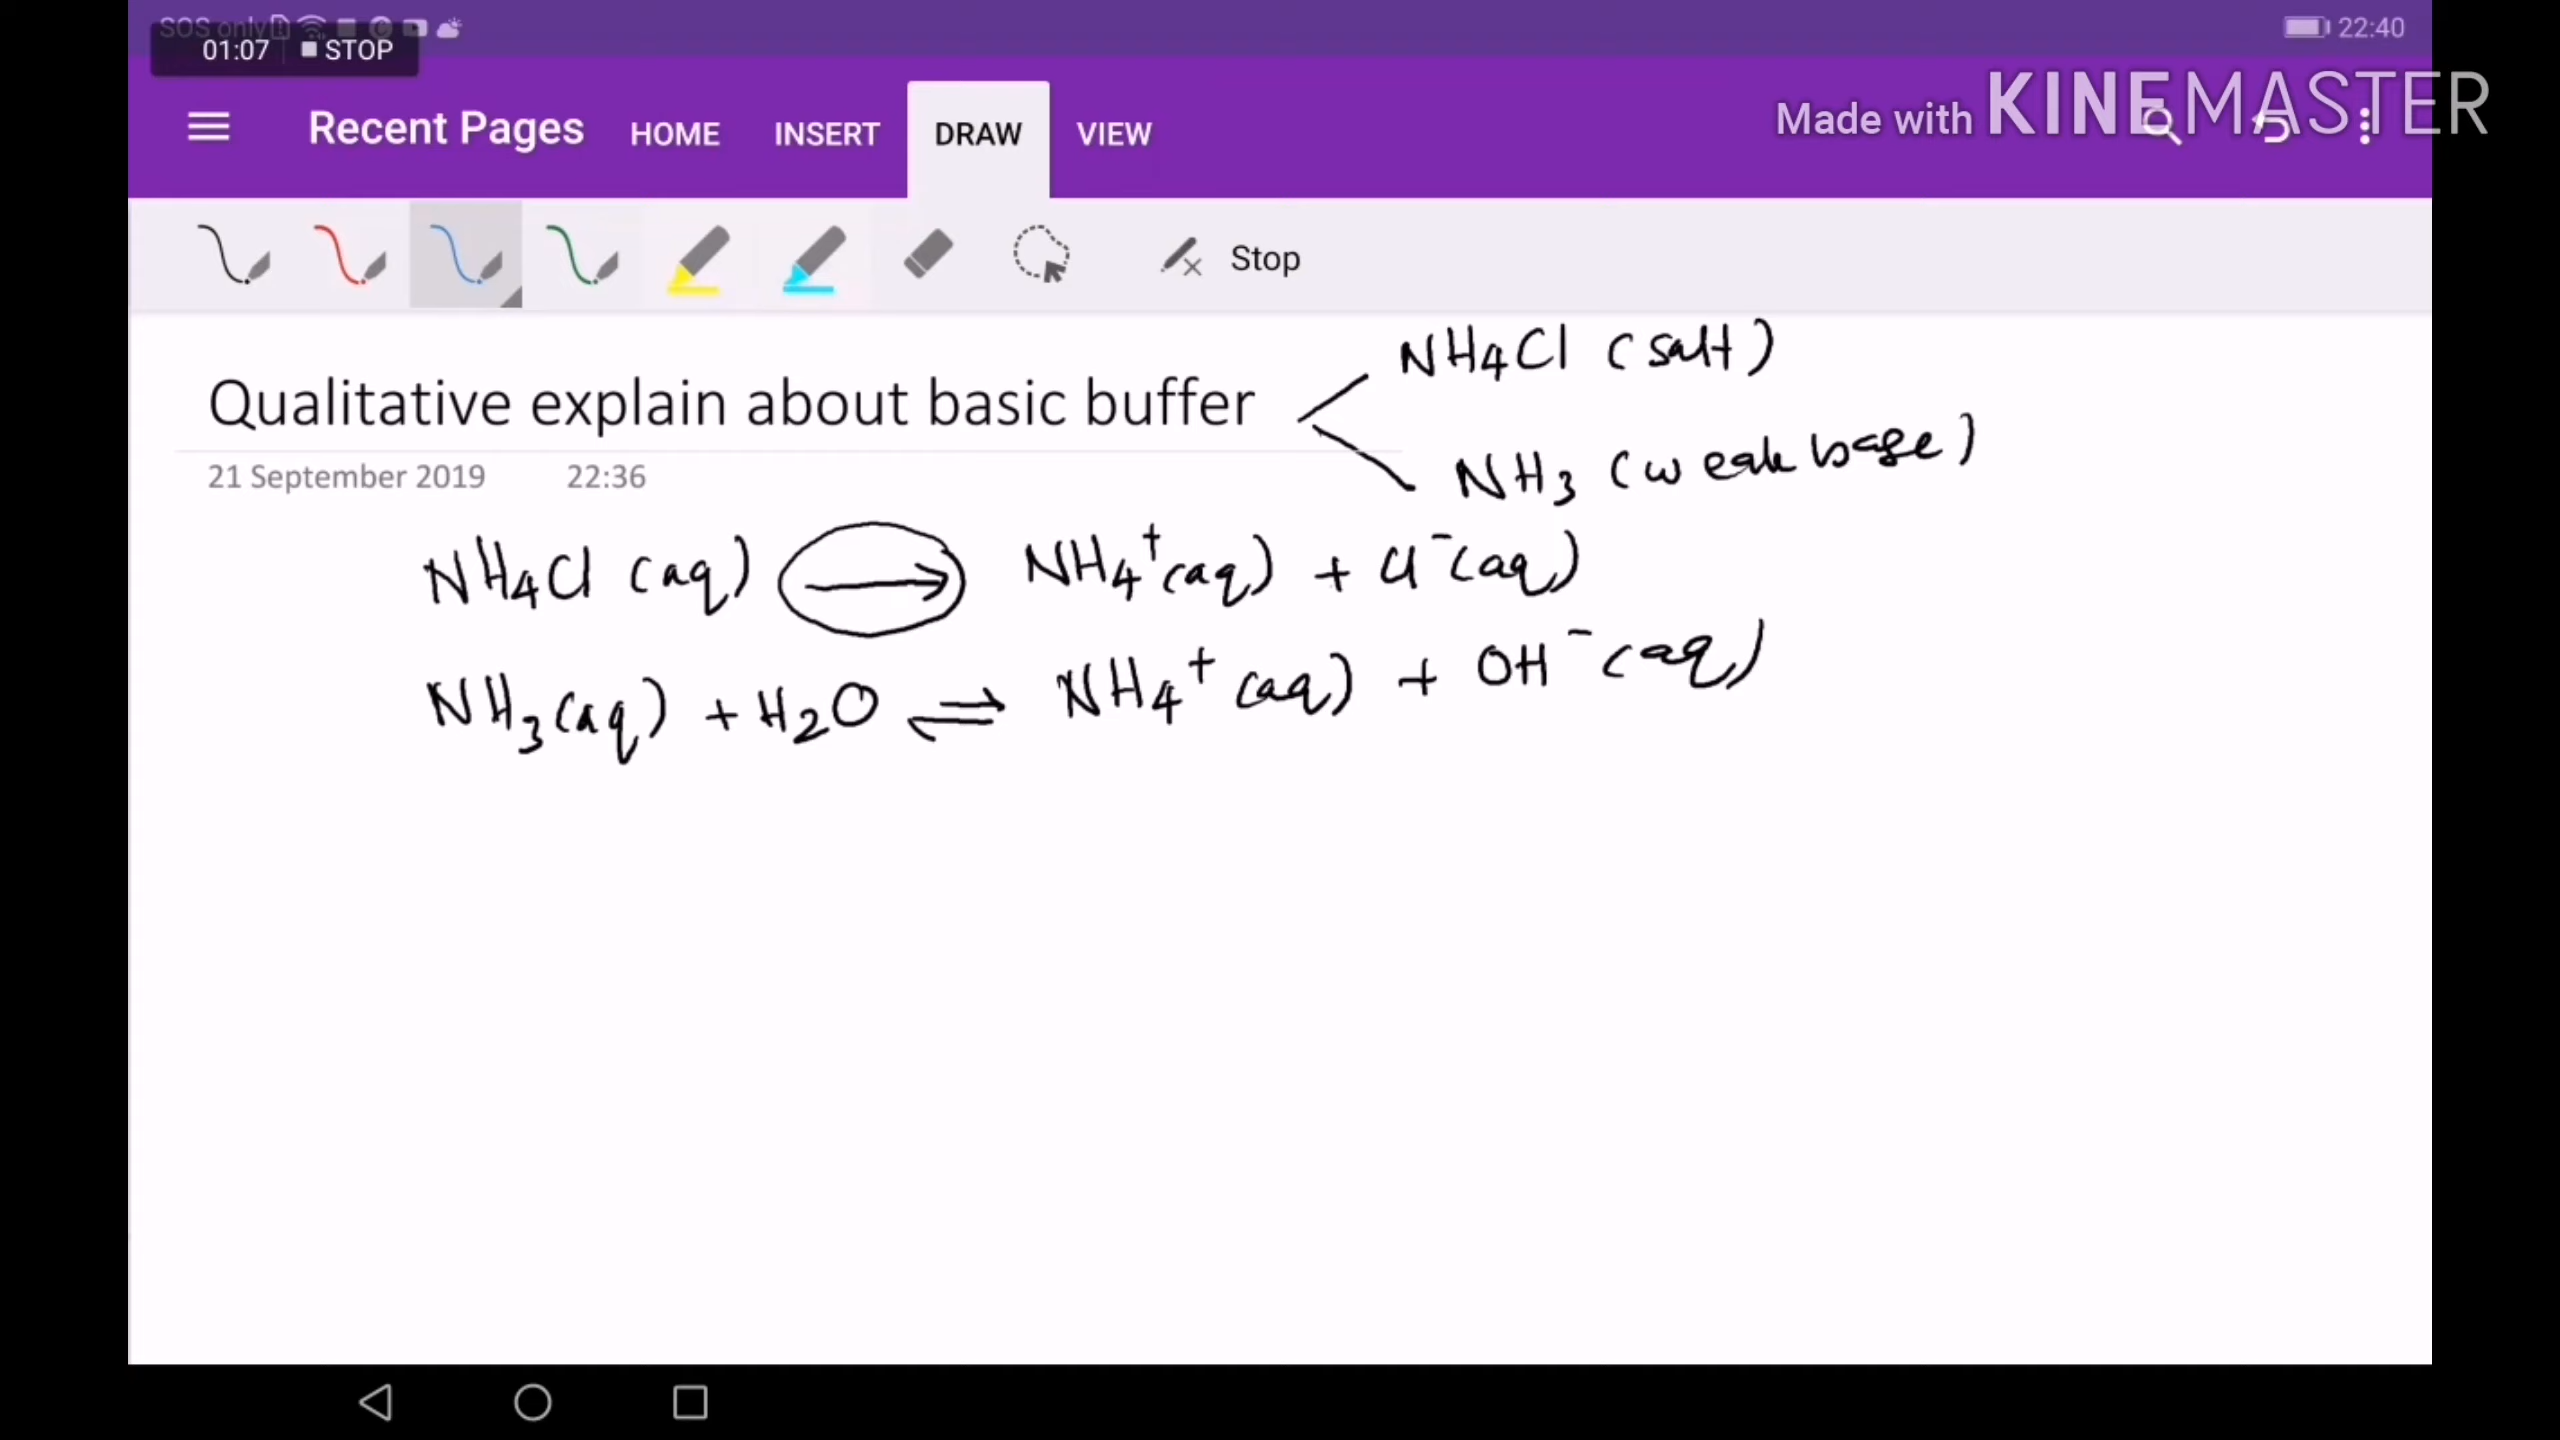 SOS only
22:40
01:07 STOP
Made with KINEMASTER
Recent Pages HOME INSERT DRAW VIEW
Stop
NH₄Cl (salt)
Qualitative explain about basic buffer
NH₃ (weak base)
21 September 2019 22:36
NH₄Cl (aq) → NH₄⁺(aq) + Cl⁻(aq)
NH₃(aq) + H₂O ⇌ NH₄⁺(aq) + OH⁻(aq)